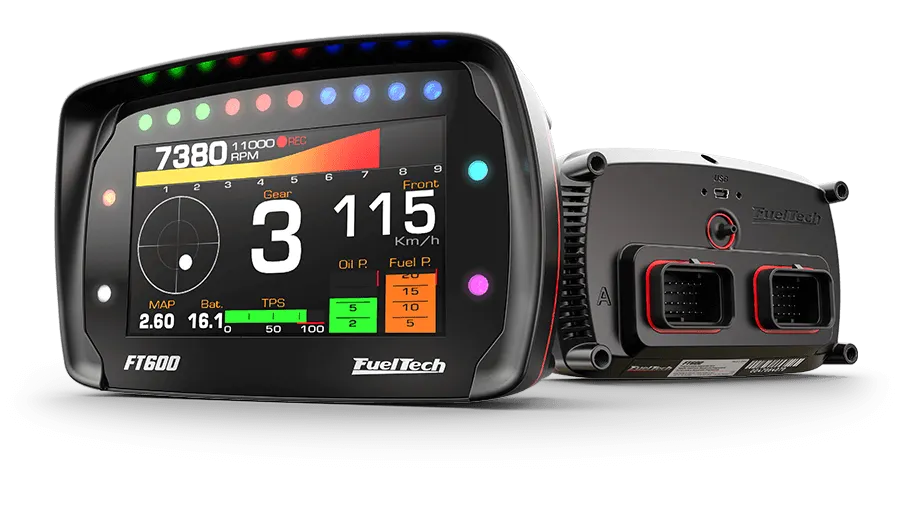 7380 11000 REC
RPM
1 2 3 4 5 6 7 8 9
Gear Front
3 115
Km/h
Oil P. Fuel P.
20
15
5 10
2 5
MAP Bat. TPS
2.60 16.1 0 50 100
FT600 FuelTech
USB
FuelTech
A
FT600